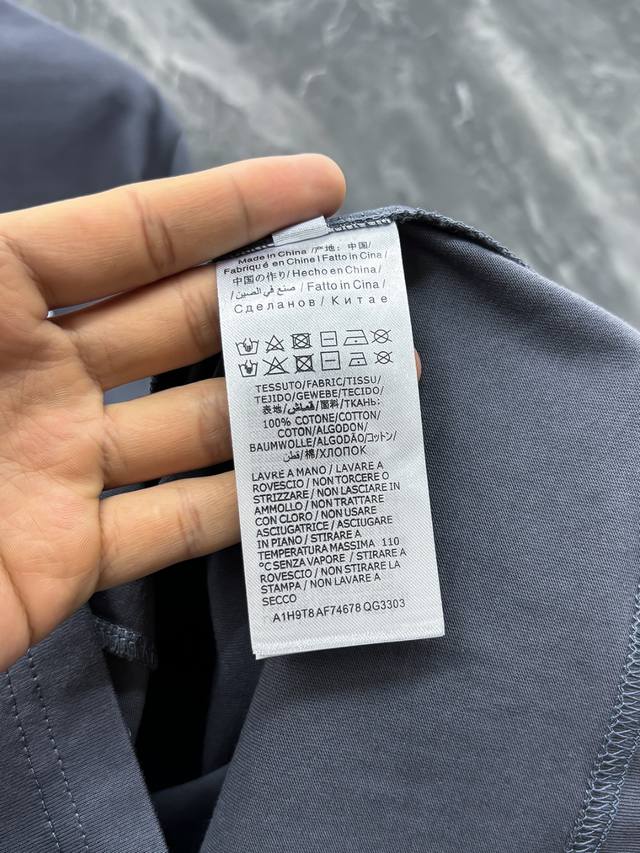 Made in China /产地：中国/
Fabriqué en Chine l Fatto in Cina/
中国の作り/ Hecho en China/
/صنع في الصين/ Fatto in Cina/
Сделанов/ Китае
TESSUTO/FABRIC/TISSU/
TEJIDO/GEWEBE/TECIDO/
表地/قماش/面料/ТКАНЬ:
100% COTONE/COTTON/
COTON/ALGODON/
BAUMWOLLE/ALGODÃO/コットン/
قطن/棉/ХЛОПОК
LAVRE A MANO / LAVARE A
ROVESCIO / NON TORCERE O
STRIZZARE / NON LASCIARE IN
AMMOLLO / NON TRATTARE
CON CLORO / NON USARE
ASCIUGATRICE / ASCIUGARE
IN PIANO / STIRARE A
TEMPERATURA MASSIMA 110
°C SENZA VAPORE / STIRARE A
ROVESCIO / NON STIRARE LA
STAMPA / NON LAVARE A
SECCO
A1H9T8 AF74678 QG3303